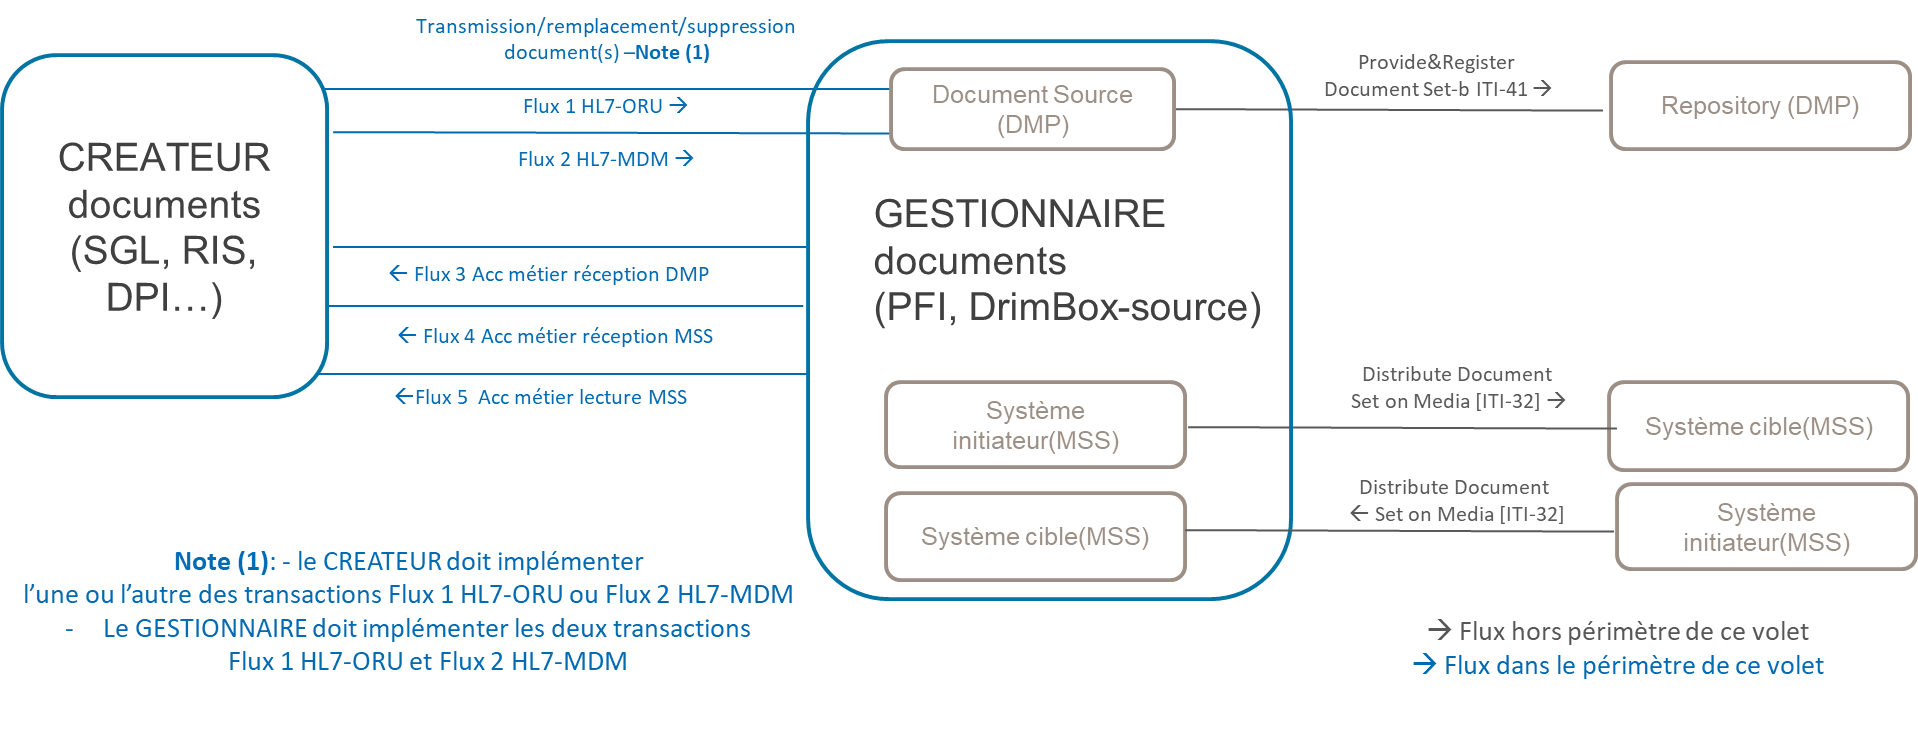 Transmission/remplacement/suppression
document(s) –Note (1)
Flux 1 HL7-ORU →
Flux 2 HL7-MDM →
CREATEUR
documents
(SGL, RIS,
DPI…)
← Flux 3 Acc métier réception DMP
← Flux 4 Acc métier réception MSS
←Flux 5  Acc métier lecture MSS
Document Source
(DMP)
GESTIONNAIRE
documents
(PFI, DrimBox-source)
Système
initiateur(MSS)
Système cible(MSS)
Provide&Register
Document Set-b ITI-41 →
Repository (DMP)
Distribute Document
Set on Media [ITI-32] →
Système cible(MSS)
Distribute Document
← Set on Media [ITI-32]
Système
initiateur(MSS)
Note (1): - le CREATEUR doit implémenter
l’une ou l’autre des transactions Flux 1 HL7-ORU ou Flux 2 HL7-MDM
- Le GESTIONNAIRE doit implémenter les deux transactions
Flux 1 HL7-ORU et Flux 2 HL7-MDM
→ Flux hors périmètre de ce volet
→ Flux dans le périmètre de ce volet